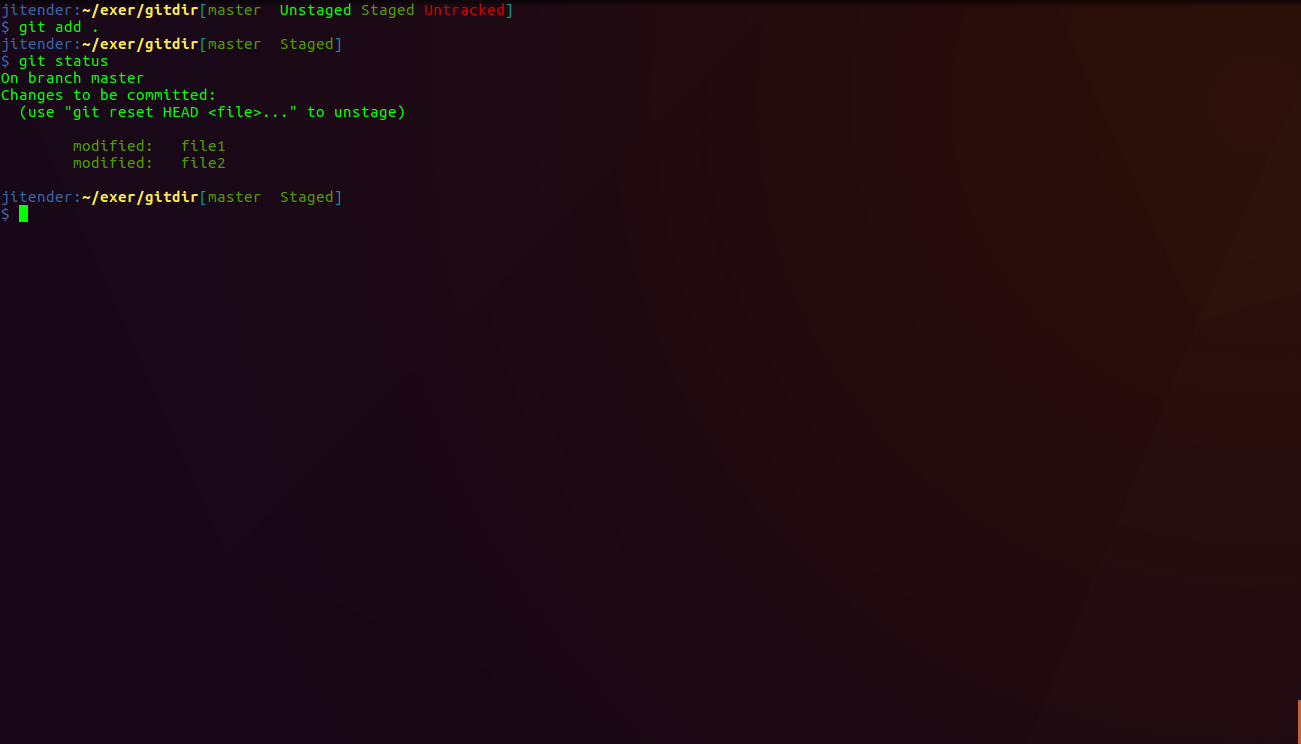 jitender:~/exer/gitdir[master  Unstaged Staged Untracked]
$ git add .
jitender:~/exer/gitdir[master  Staged]
$ git status
On branch master
Changes to be committed:
  (use "git reset HEAD <file>..." to unstage)

        modified:   file1
        modified:   file2

jitender:~/exer/gitdir[master  Staged]
$